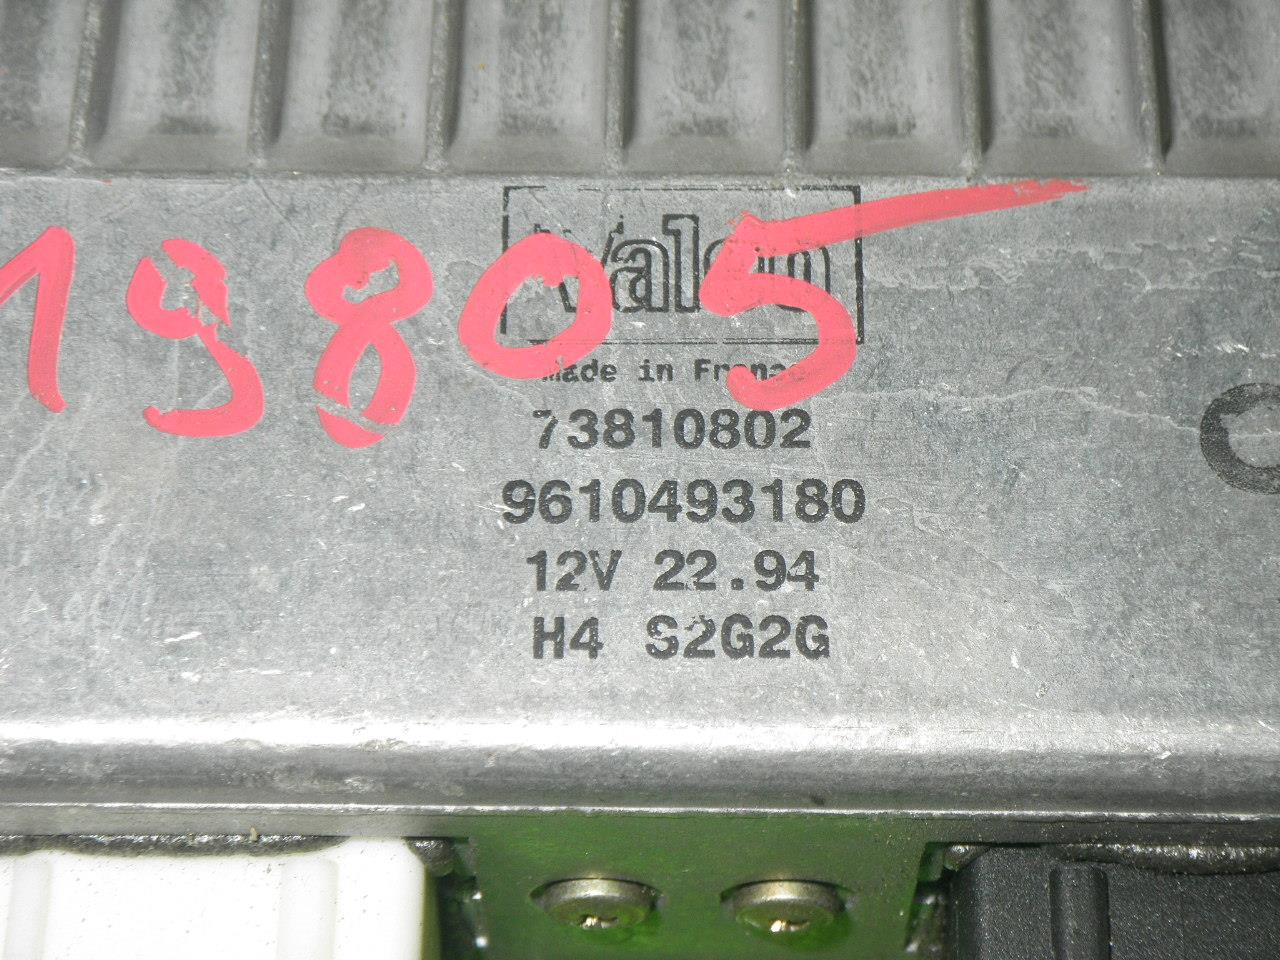 19805
Valeo
Made in France
73810802
9610493180
12V 22.94
H4 S2G2G